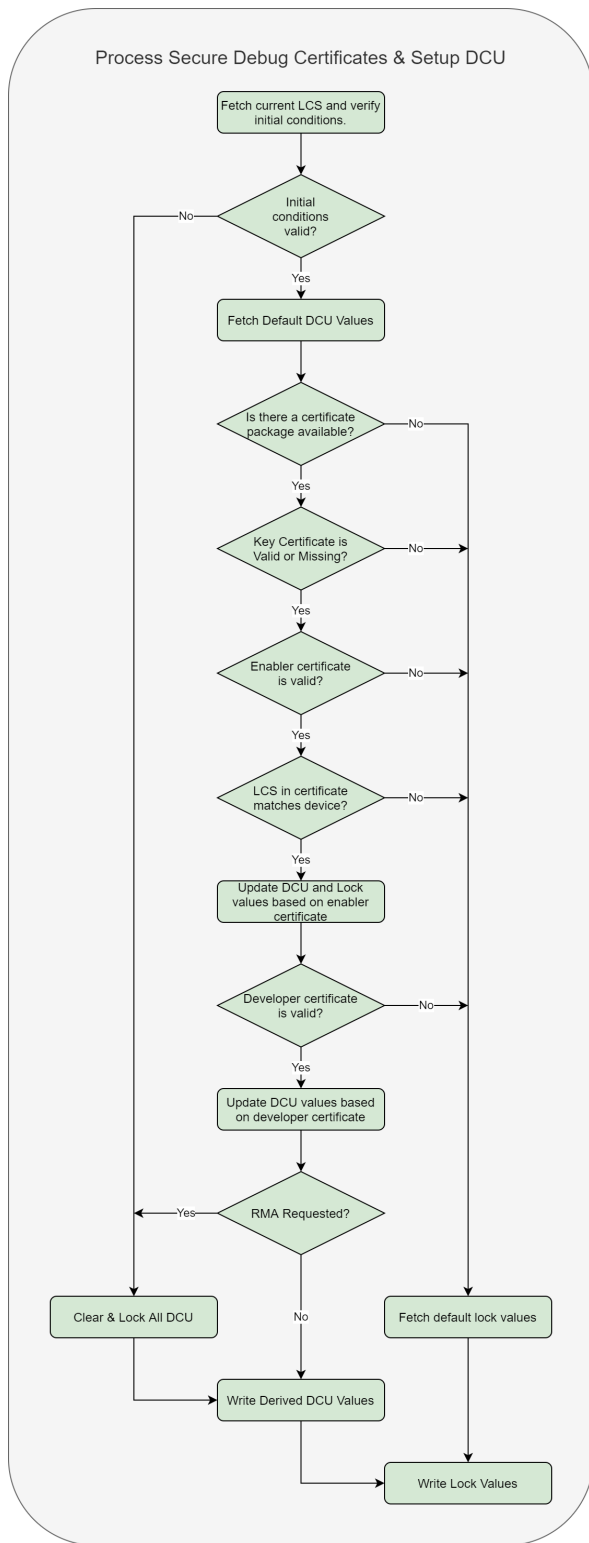 Process Secure Debug Certificates & Setup DCU
Fetch current LCS and verify
initial conditions.
Initial
conditions
valid?
No
Yes
Fetch Default DCU Values
Is there a certificate
package available?
No
Yes
Key Certificate is
Valid or Missing?
No
Yes
Enabler certificate
is valid?
No
Yes
LCS in certificate
matches device?
No
Yes
Update DCU and Lock
values based on enabler
certificate
Developer certificate
is valid?
No
Yes
Update DCU values based
on developer certificate
RMA Requested?
Yes
No
Clear & Lock All DCU
Fetch default lock values
Write Derived DCU Values
Write Lock Values